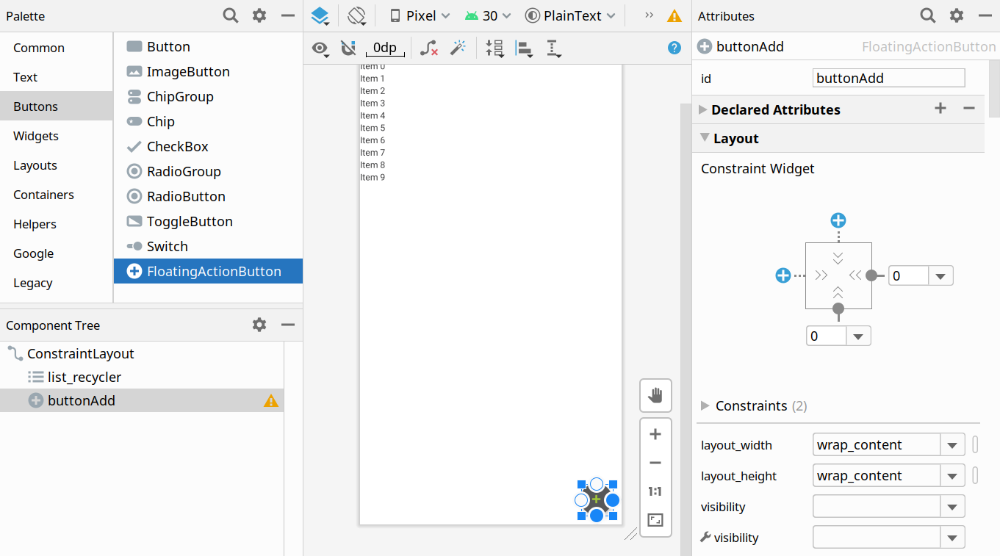 Palette
Common
Text
Buttons
Widgets
Layouts
Containers
Helpers
Google
Legacy
Button
ImageButton
ChipGroup
Chip
CheckBox
RadioGroup
RadioButton
ToggleButton
Switch
FloatingActionButton
Component Tree
ConstraintLayout
list_recycler
buttonAdd
Pixel 30 PlainText
0dp
Item 0
Item 1
Item 2
Item 3
Item 4
Item 5
Item 6
Item 7
Item 8
Item 9
1:1
Attributes
buttonAdd FloatingActionButton
id buttonAdd
Declared Attributes
Layout
Constraint Widget
0
0
Constraints (2)
layout_width wrap_content
layout_height wrap_content
visibility
visibility